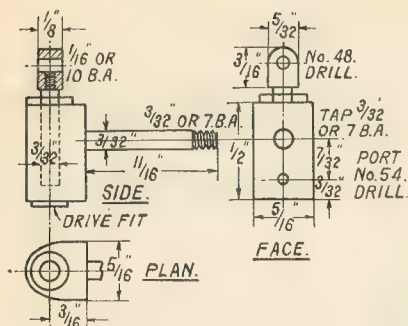 1/8"
1/16" OR
10 B.A.
3/32"
3/32"
3/32" OR 7 B.A
11/16"
SIDE.
DRIVE FIT
5/16"
3/16"
PLAN.
5/32"
3/16"
No. 48.
DRILL.
TAP 3/32"
OR 7 B.A.
1/2"
7/32"
PORT
No. 54.
DRILL.
3/32"
5/16"
FACE.